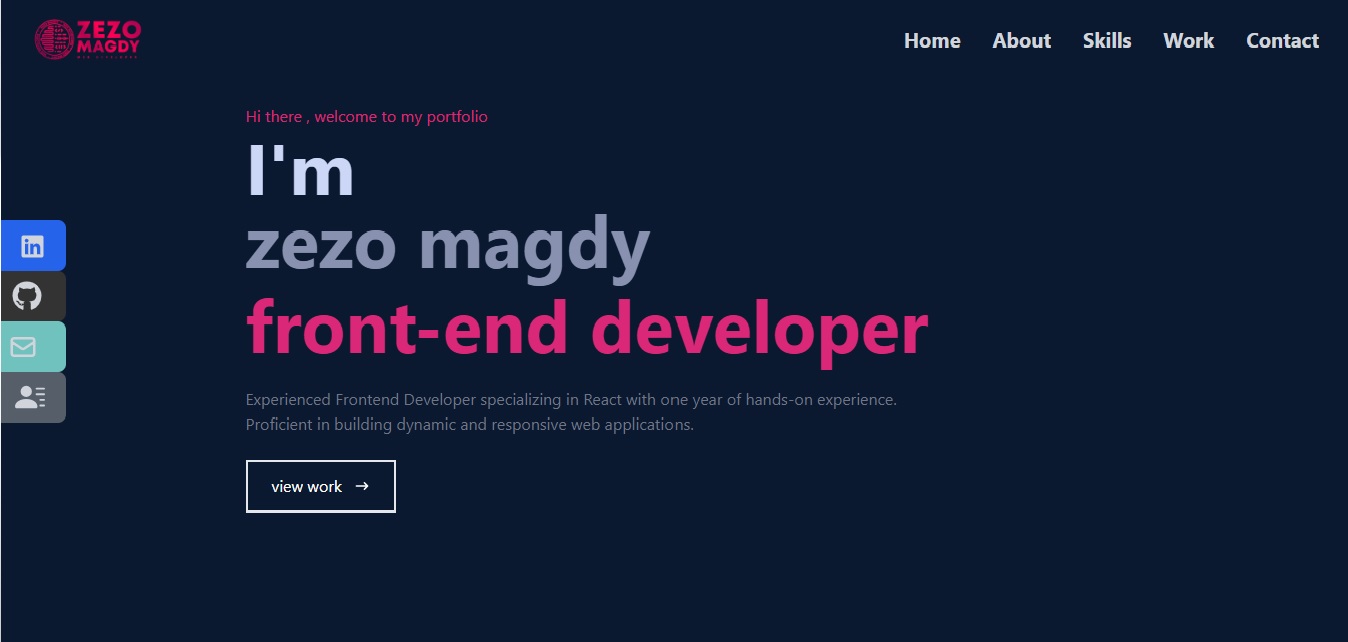 ZEZO
MAGDY
Home About Skills Work Contact
Hi there , welcome to my portfolio
I'm
zezo magdy
front-end developer
in
Experienced Frontend Developer specializing in React with one year of hands-on experience.
Proficient in building dynamic and responsive web applications.
view work →